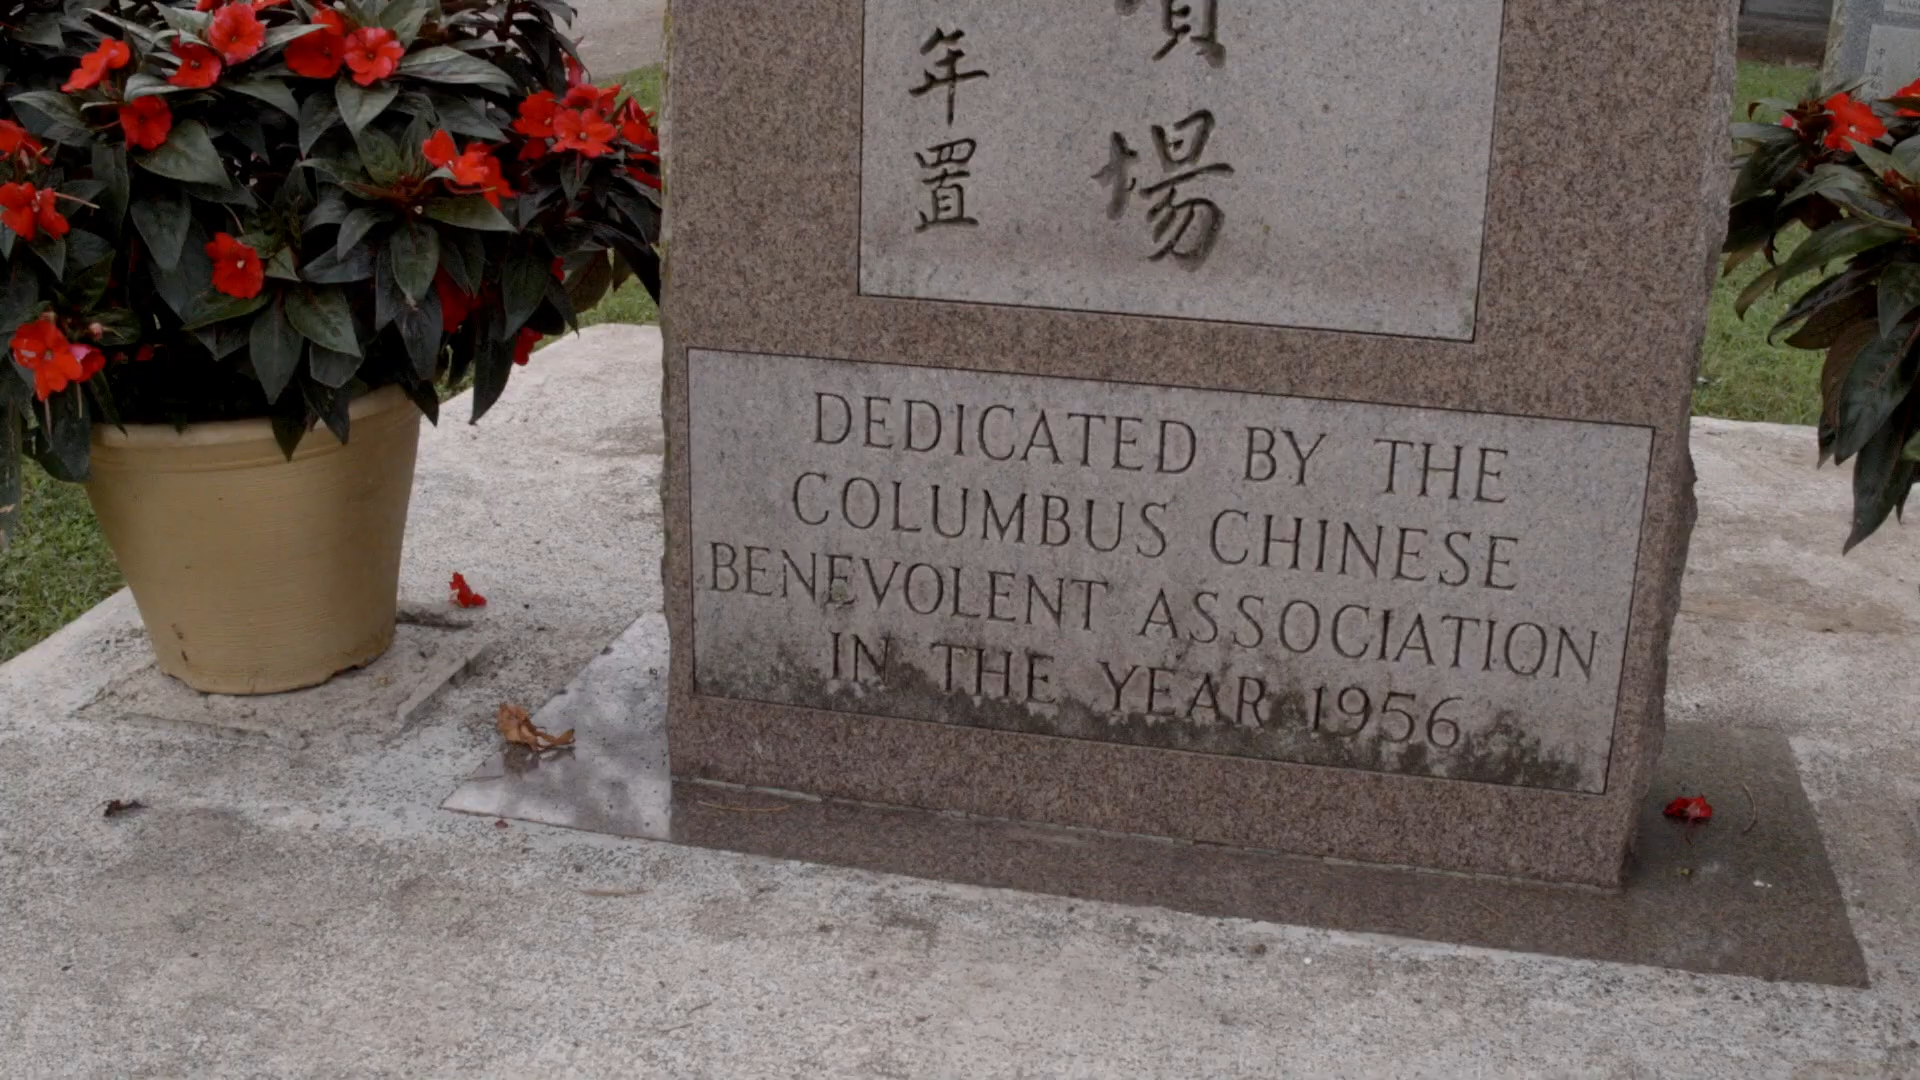 場
年置
DEDICATED BY THE
COLUMBUS CHINESE
BENEVOLENT ASSOCIATION
IN THE YEAR 1956